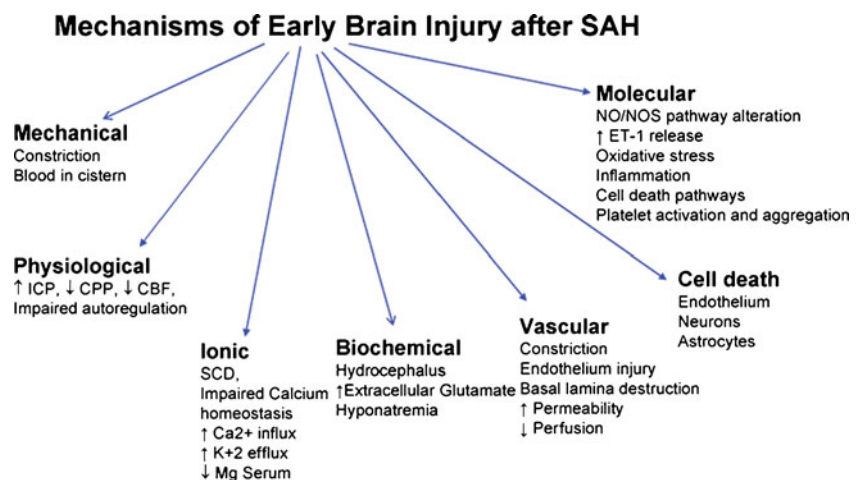 Mechanisms of Early Brain Injury after SAH
Mechanical
Constriction
Blood in cistern
Physiological
↑ ICP, ↓ CPP, ↓ CBF,
Impaired autoregulation
Ionic
SCD,
Impaired Calcium
homeostasis
↑ Ca2+ influx
↑ K+2 efflux
↓ Mg Serum
Biochemical
Hydrocephalus
↑Extracellular Glutamate
Hyponatremia
Vascular
Constriction
Endothelium injury
Basal lamina destruction
↑ Permeability
↓ Perfusion
Cell death
Endothelium
Neurons
Astrocytes
Molecular
NO/NOS pathway alteration
↑ ET-1 release
Oxidative stress
Inflammation
Cell death pathways
Platelet activation and aggregation